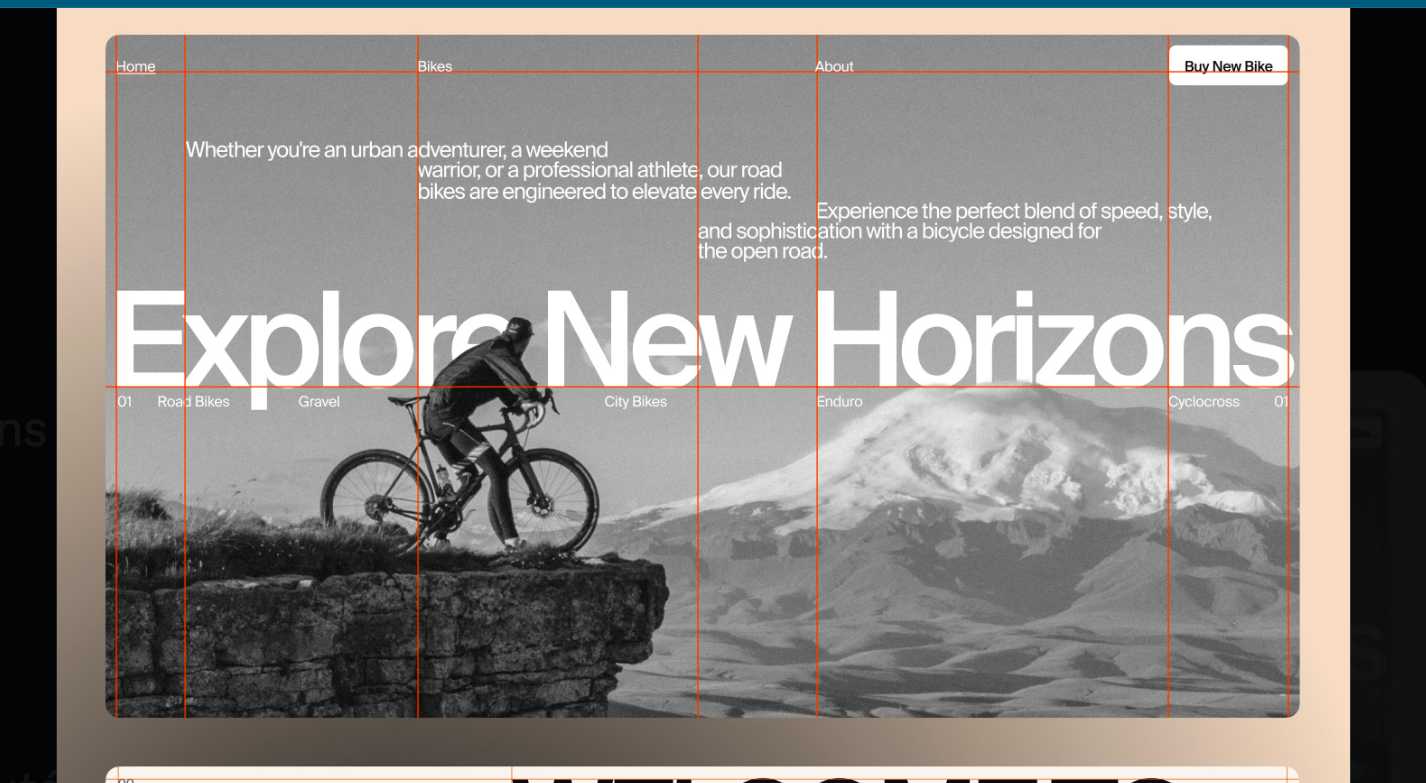 Home
Bikes
About
Buy New Bike
Whether you're an urban adventurer, a weekend
warrior, or a professional athlete, our road
bikes are engineered to elevate every ride.
Experience the perfect blend of speed, style,
and sophistication with a bicycle designed for
the open road.
Explore New Horizons
01
Road Bikes
Gravel
City Bikes
Enduro
Cyclocross
01